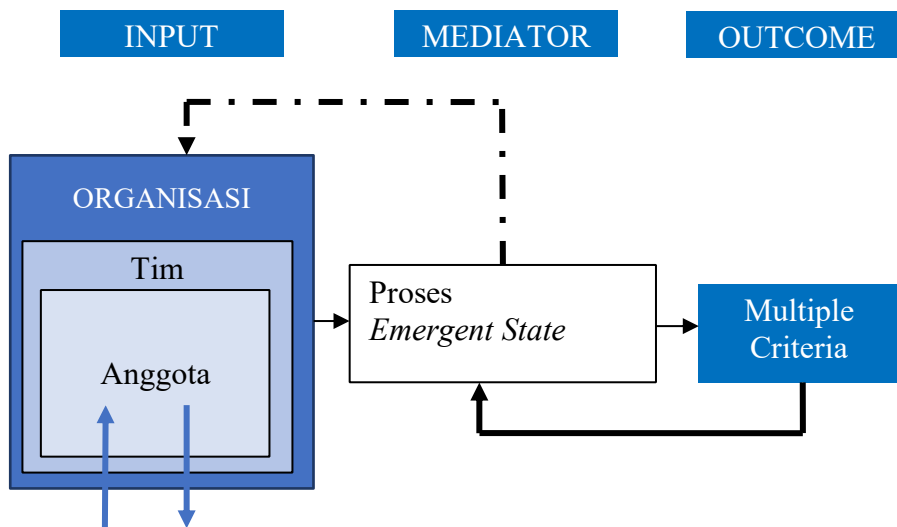 INPUT
MEDIATOR
OUTCOME
ORGANISASI
Tim
Anggota
Proses
Emergent State
Multiple
Criteria